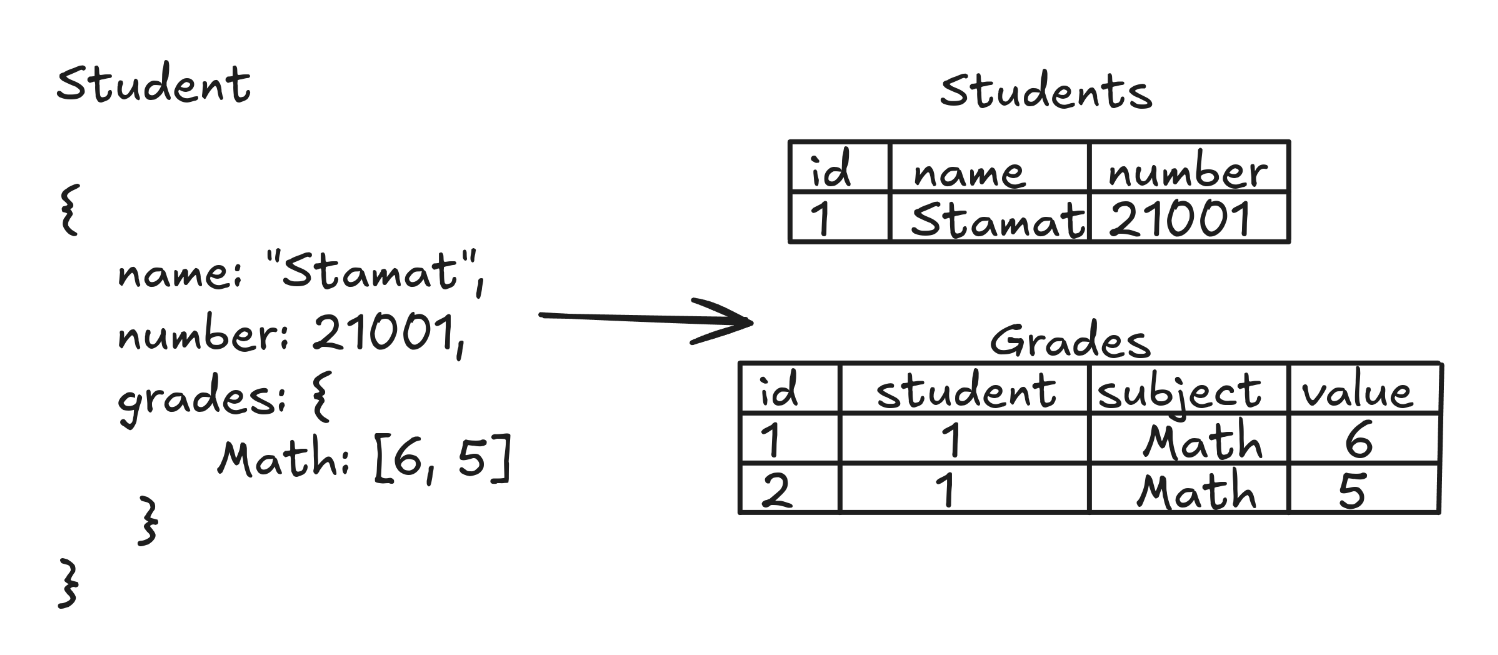 Student
{
name: "Stamat",
number: 21001,
grades: {
Math: [6, 5]
}
}
Students
id name number
1 Stamat 21001
Grades
id student subject value
1 1 Math 6
2 1 Math 5